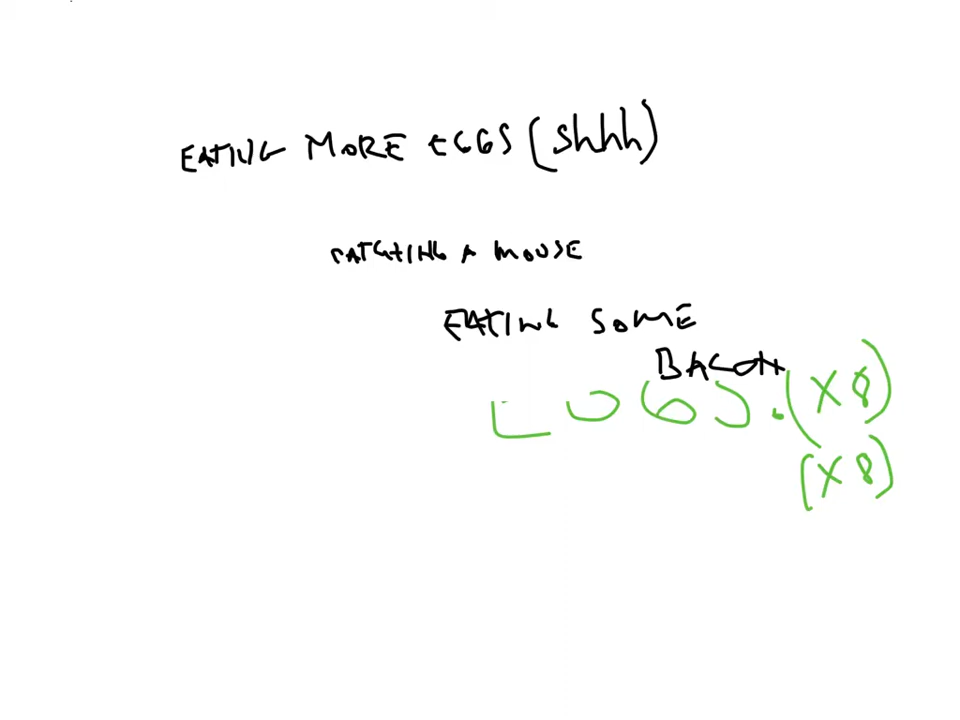 EATING MORE EGGS (shhh)
CATCHING A MOUSE
EATING SOME
BACON
(X8)
(X8)